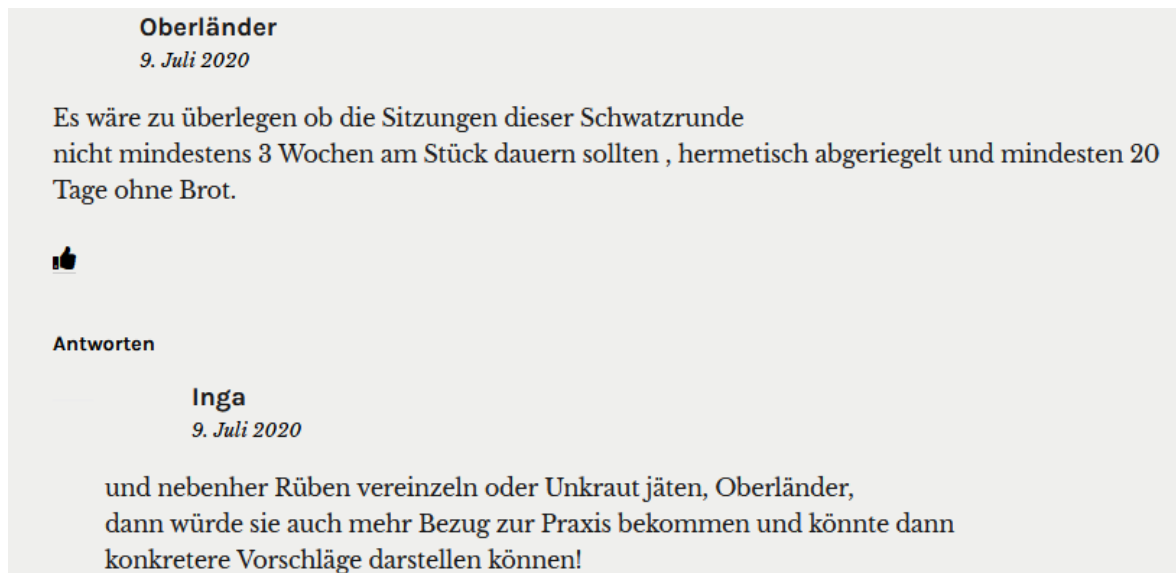 Oberländer
9. Juli 2020
Es wäre zu überlegen ob die Sitzungen dieser Schwatzrunde
nicht mindestens 3 Wochen am Stück dauern sollten , hermetisch abgeriegelt und mindesten 20
Tage ohne Brot.
Antworten
Inga
9. Juli 2020
und nebenher Rüben vereinzeln oder Unkraut jäten, Oberländer,
dann würde sie auch mehr Bezug zur Praxis bekommen und könnte dann
konkretere Vorschläge darstellen können!